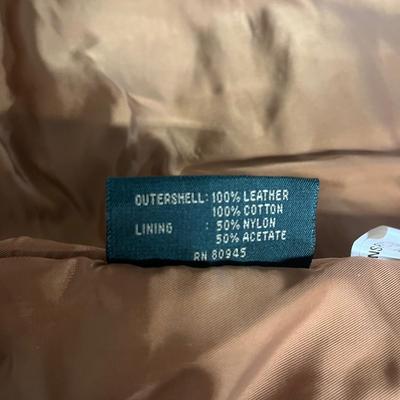 OUTERSHELL: 100% LEATHER
100% COTTON
LINING : 50% NYLON
50% ACETATE
RN 80945